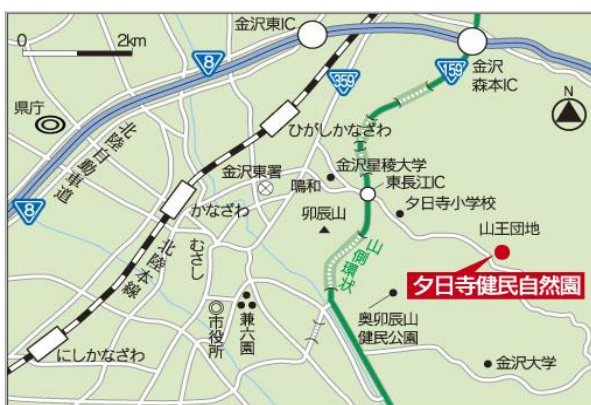 金沢東IC
0 2km
8
359
159
金沢
森本IC
N
県庁
北陸自動車道
ひがしかなざわ
金沢東署
金沢星稜大学
鳴和
東長江IC
夕日寺小学校
山王団地
かなざわ
卯辰山
8
北陸本線
むさし
山側環状
夕日寺健民自然園
市役所
兼六園
奥卯辰山
健民公園
にしかなざわ
金沢大学